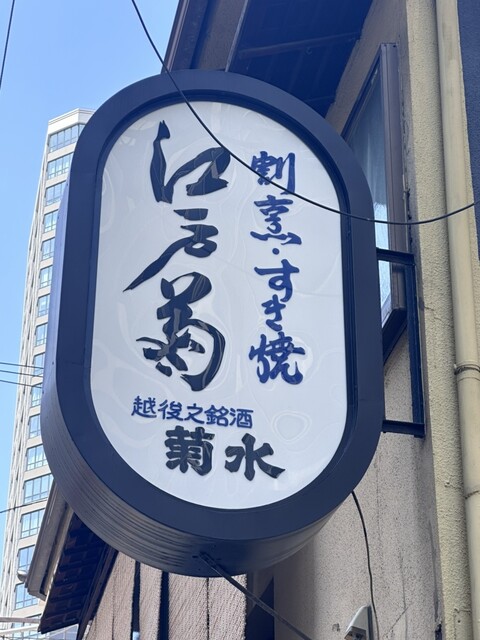 割烹・すき焼
江戸菊
越後之銘酒
菊水